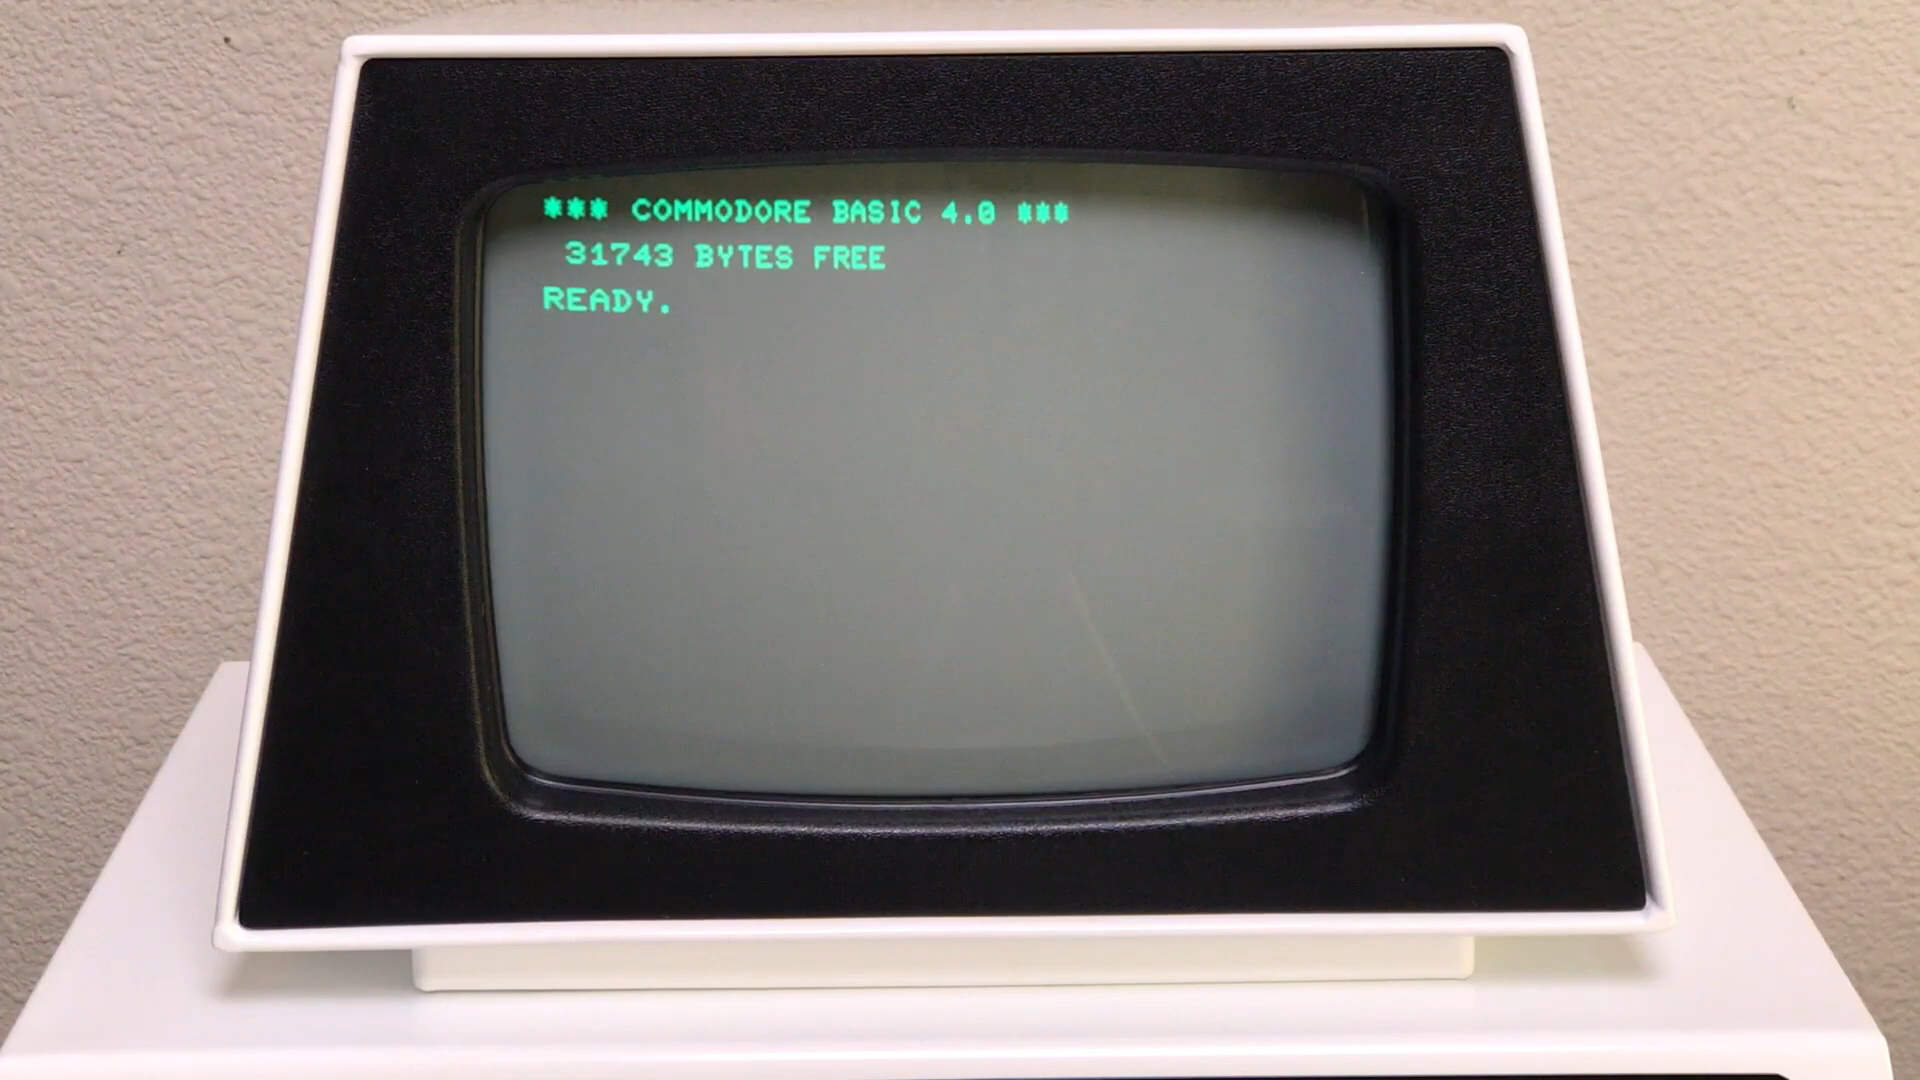 *** COMMODORE BASIC 4.0 ***
31743 BYTES FREE
READY.